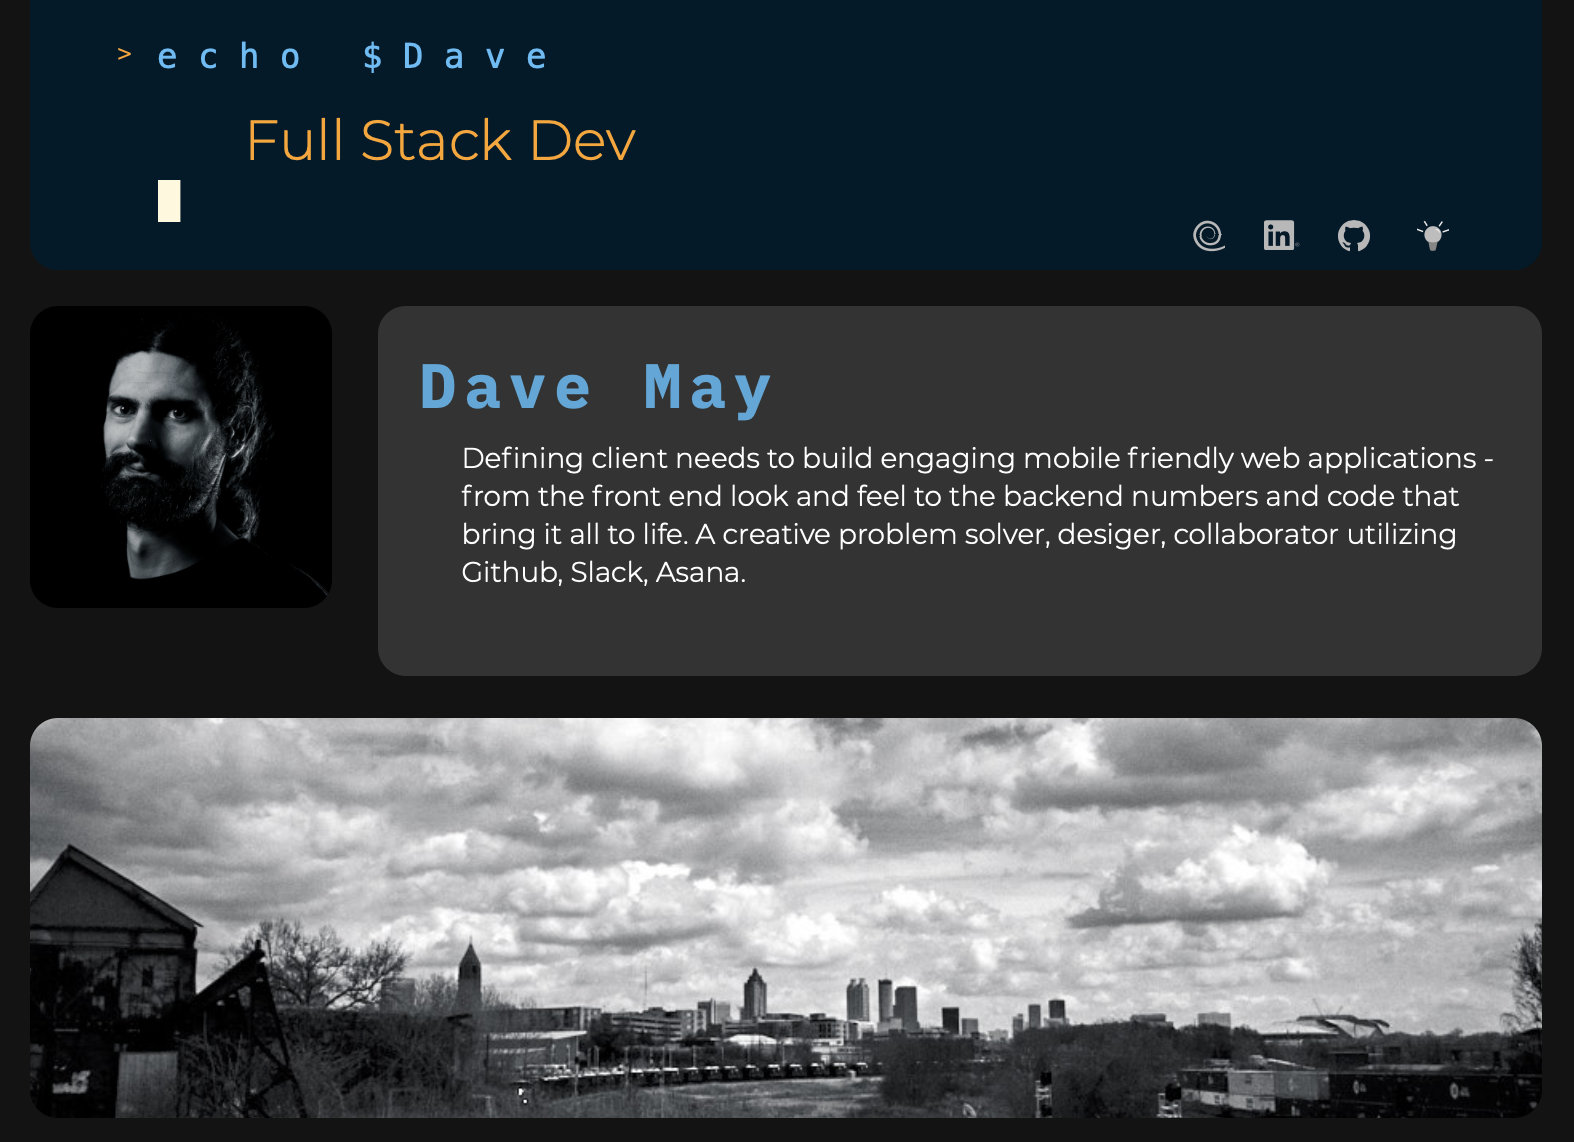 > echo $Dave
Full Stack Dev
in
Dave May
Defining client needs to build engaging mobile friendly web applications -
from the front end look and feel to the backend numbers and code that
bring it all to life. A creative problem solver, desiger, collaborator utilizing
Github, Slack, Asana.